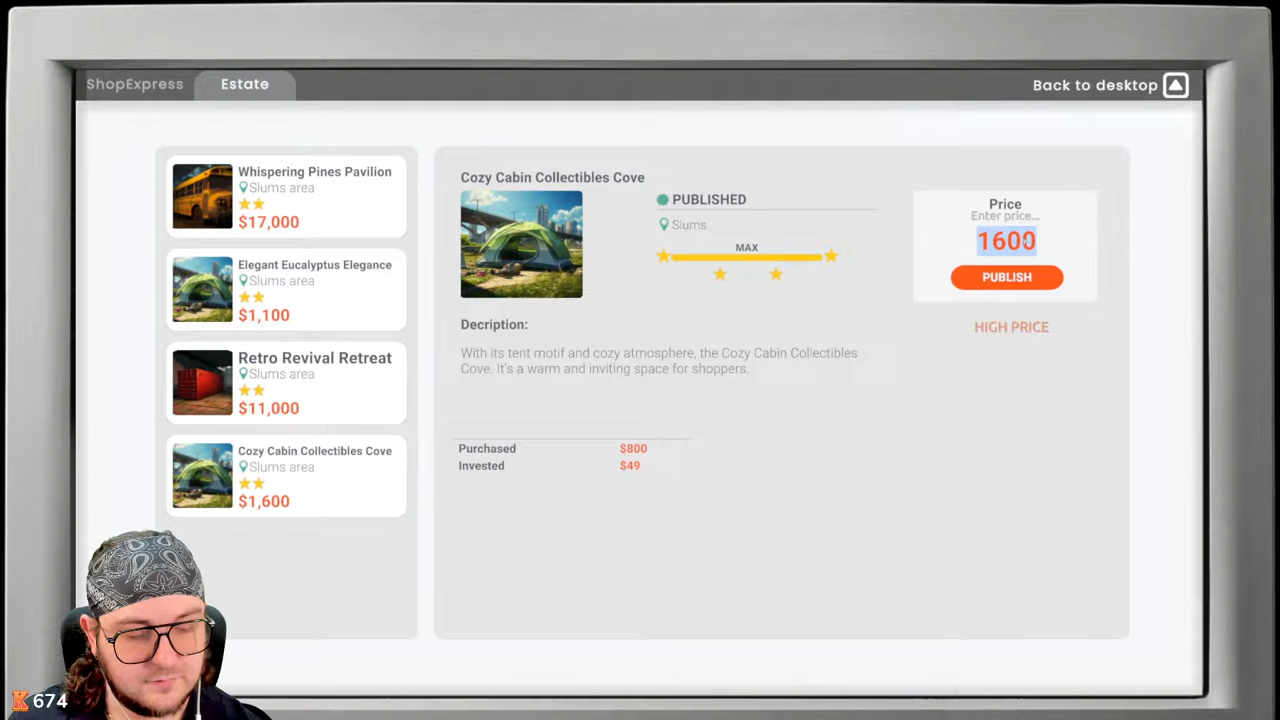 ShopExpress
Estate
Back to desktop
Whispering Pines Pavilion
Slums area
$17,000
Elegant Eucalyptus Elegance
Slums area
$1,100
Retro Revival Retreat
Slums area
$11,000
Cozy Cabin Collectibles Cove
Slums area
$1,600
Cozy Cabin Collectibles Cove
PUBLISHED
Slums
MAX
Price
Enter price...
1600
PUBLISH
HIGH PRICE
Decription:
With its tent motif and cozy atmosphere, the Cozy Cabin Collectibles
Cove. It's a warm and inviting space for shoppers.
Purchased $800
Invested $49
K 674